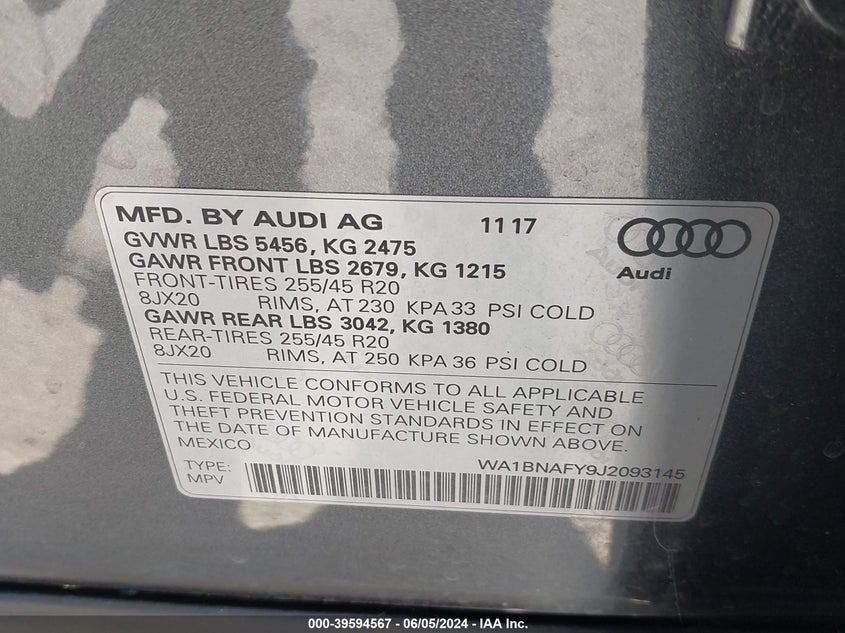 MFD. BY AUDI AG 11 17
GVWR LBS 5456, KG 2475
GAWR FRONT LBS 2679, KG 1215
FRONT-TIRES 255/45 R20
8JX20 RIMS, AT 230 KPA 33 PSI COLD
GAWR REAR LBS 3042, KG 1380
REAR-TIRES 255/45 R20
8JX20 RIMS, AT 250 KPA 36 PSI COLD
Audi
THIS VEHICLE CONFORMS TO ALL APPLICABLE
U.S. FEDERAL MOTOR VEHICLE SAFETY AND
THEFT PREVENTION STANDARDS IN EFFECT ON
THE DATE OF MANUFACTURE SHOWN ABOVE.
MEXICO
WA1BNAFY9J2093145
TYPE:
MPV
000-39594567 - 06/05/2024 - IAA Inc.